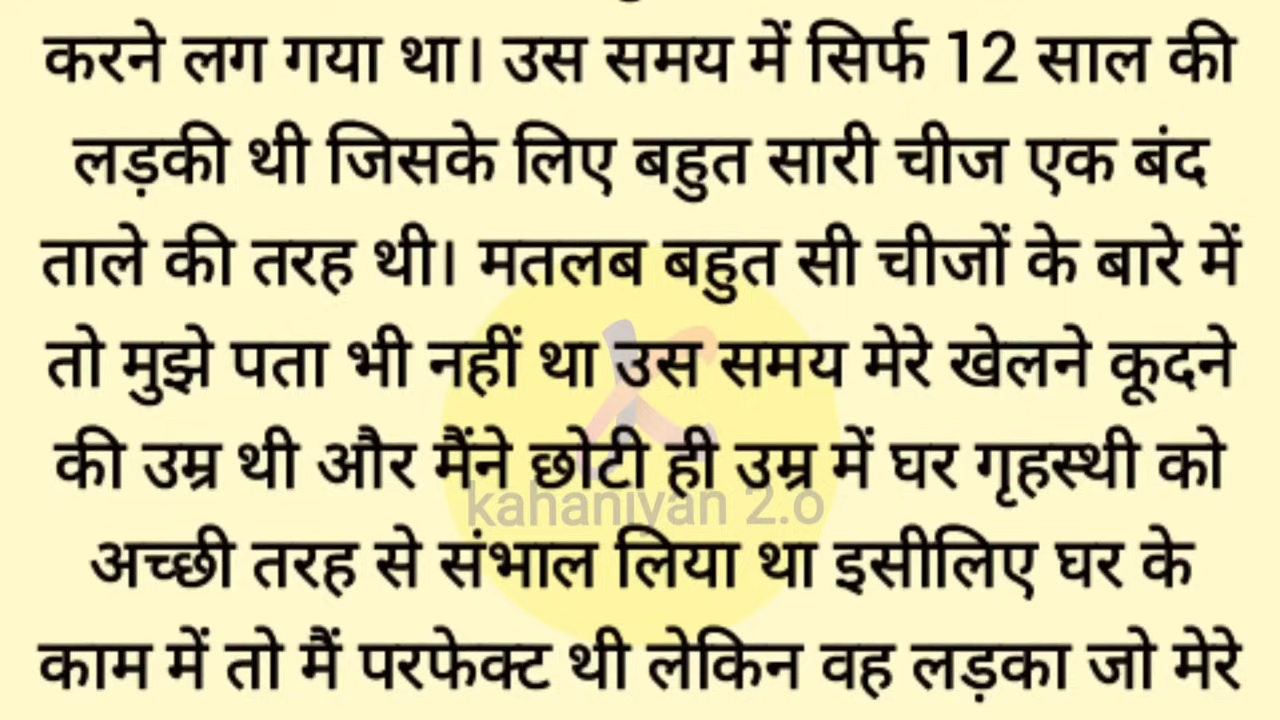 करने लग गया था। उस समय में सिर्फ 12 साल की
लड़की थी जिसके लिए बहुत सारी चीज एक बंद
ताले की तरह थी। मतलब बहुत सी चीजों के बारे में
तो मुझे पता भी नहीं था उस समय मेरे खेलने कूदने
की उम्र थी और मैंने छोटी ही उम्र में घर गृहस्थी को
kahaniyan 2.o
अच्छी तरह से संभाल लिया था इसीलिए घर के
काम में तो मैं परफेक्ट थी लेकिन वह लड़का जो मेरे